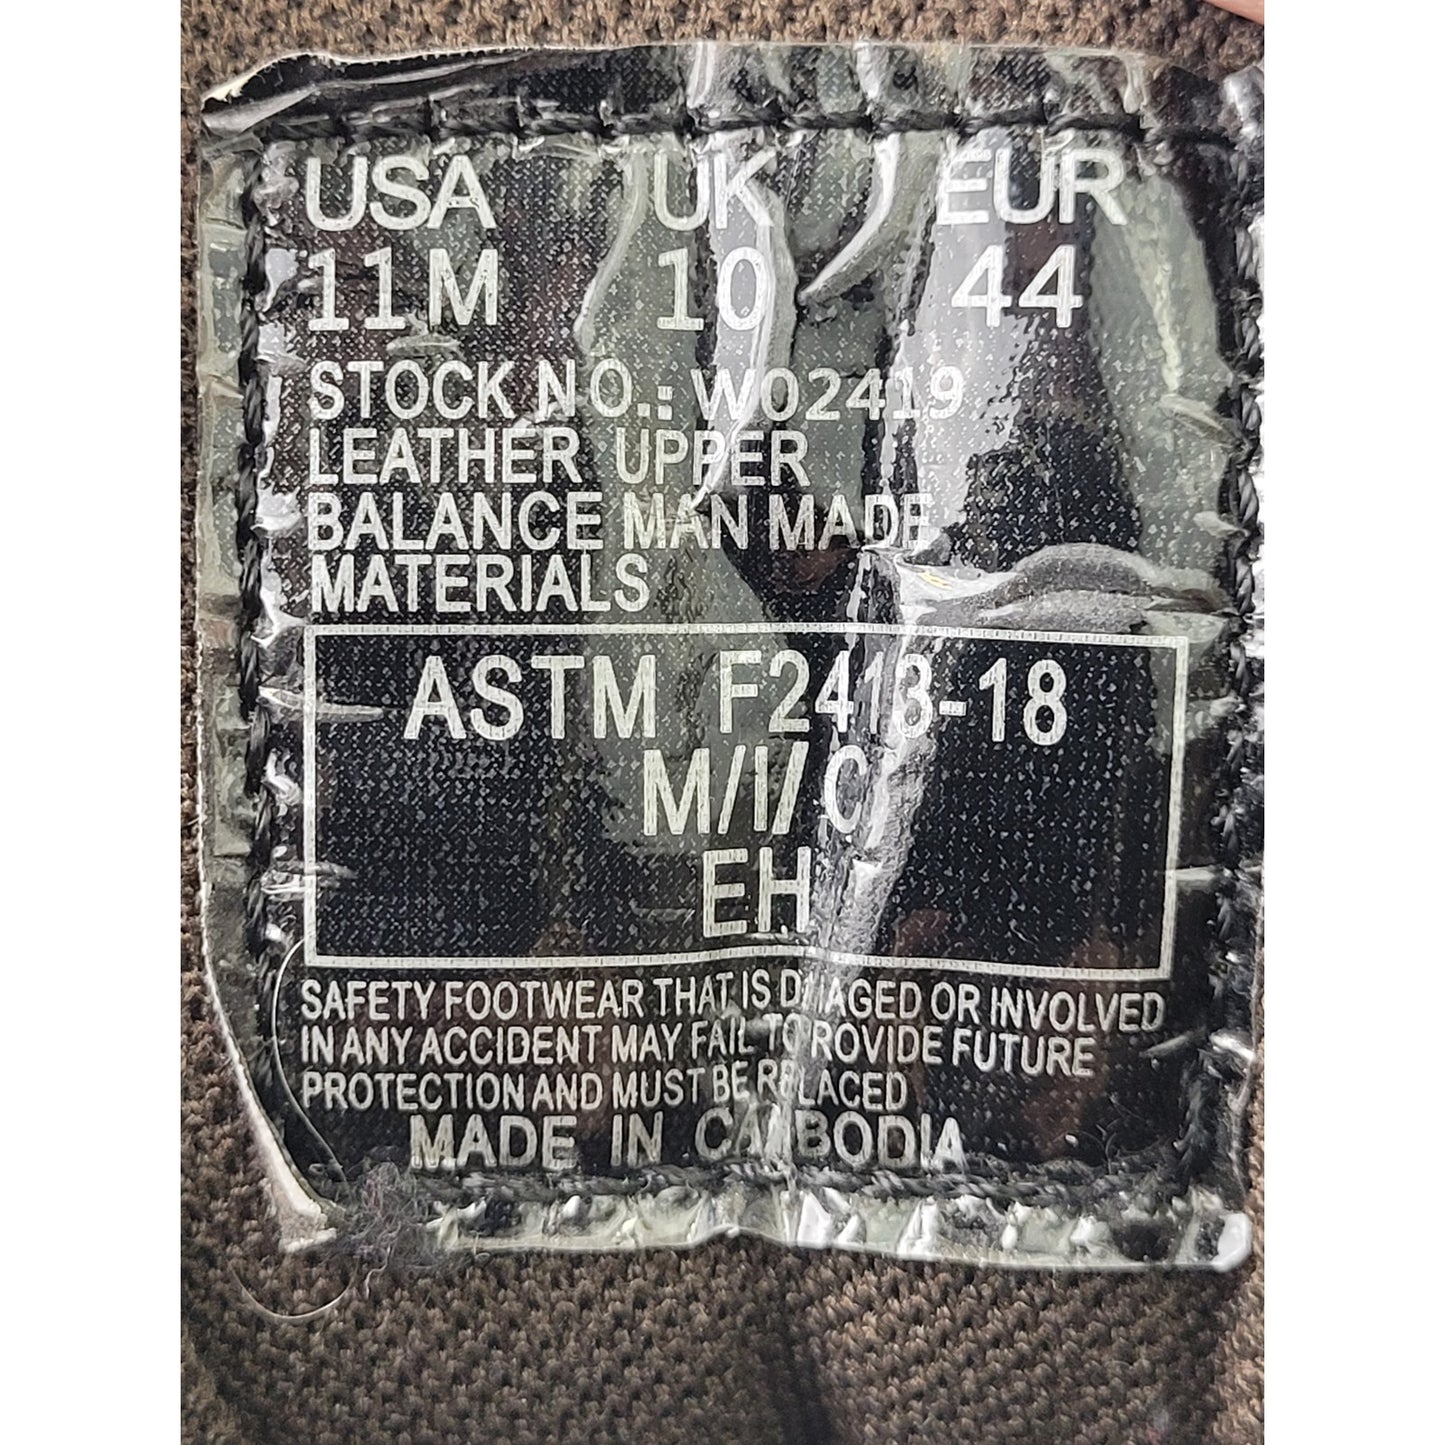 USA UK EUR
11M 10 44
STOCK NO.: W02419
LEATHER UPPER
BALANCE MAN MADE
MATERIALS
ASTM F2413-18
M/I/C
EH
SAFETY FOOTWEAR THAT IS DAMAGED OR INVOLVED
IN ANY ACCIDENT MAY FAIL TO PROVIDE FUTURE
PROTECTION AND MUST BE REPLACED
MADE IN CAMBODIA